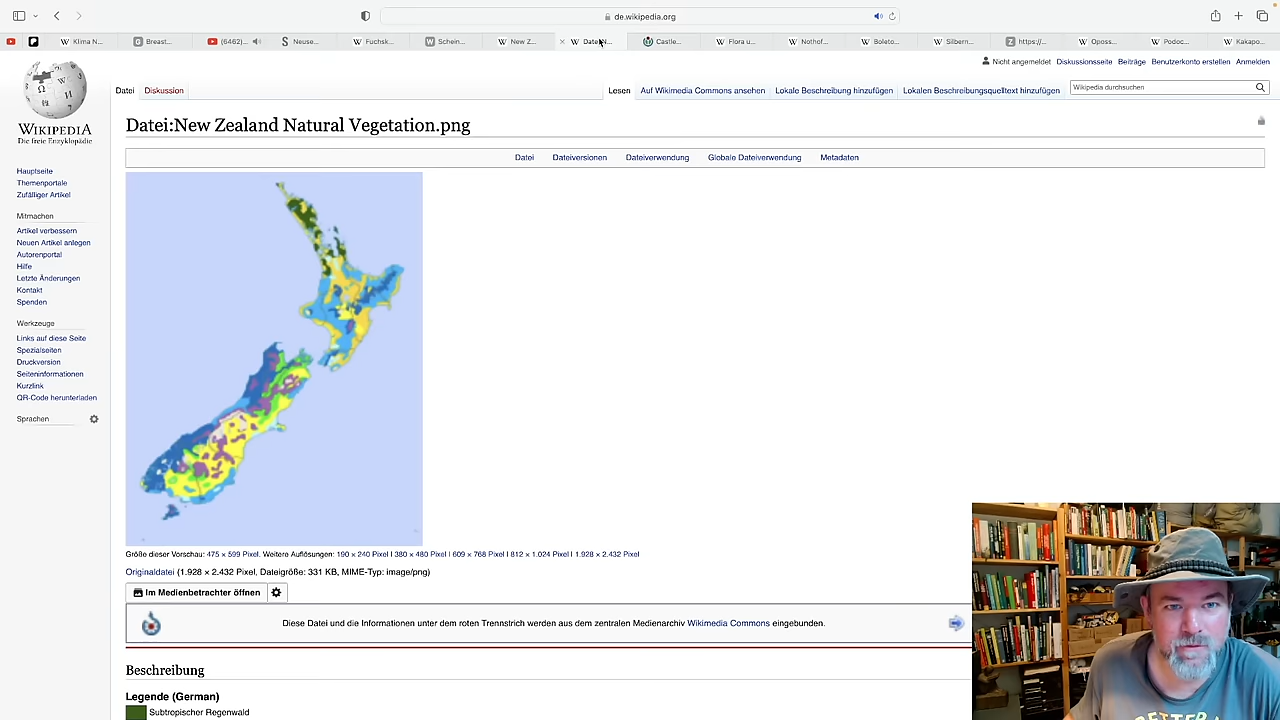 de.wikipedia.org
Klima N...
Breast...
(6462)...
Neuse...
Fuchsk...
Schein...
New Z...
Castle...
Flora u...
Nothof...
Boleto...
Silbern...
https://...
Oposs...
Podoc...
Kakapo...
Nicht angemeldet Diskussionsseite Beiträge Benutzerkonto erstellen Anmelden
Datei Diskussion Lesen Auf Wikimedia Commons ansehen Lokale Beschreibung hinzufügen Lokalen Beschreibungsquelltext hinzufügen Wikipedia durchsuchen
WIKIPEDIA
Die freie Enzyklopädie
Hauptseite
Themenportale
Zufälliger Artikel
Mitmachen
Artikel verbessern
Neuen Artikel anlegen
Autorenportal
Hilfe
Letzte Änderungen
Kontakt
Spenden
Werkzeuge
Links auf diese Seite
Spezialseiten
Druckversion
Seiteninformationen
Kurzlink
QR-Code herunterladen
Sprachen
Datei:New Zealand Natural Vegetation.png
Datei Dateiversionen Dateiverwendung Globale Dateiverwendung Metadaten
Größe dieser Vorschau: 475 × 599 Pixel. Weitere Auflösungen: 190 × 240 Pixel | 380 × 480 Pixel | 609 × 768 Pixel | 812 × 1.024 Pixel | 1.928 × 2.432 Pixel
Originaldatei (1.928 × 2.432 Pixel, Dateigröße: 331 KB, MIME-Typ: image/png)
Im Medienbetrachter öffnen
Diese Datei und die Informationen unter dem roten Trennstrich werden aus dem zentralen Medienarchiv Wikimedia Commons eingebunden.
Beschreibung
Legende (German)
Subtropischer Regenwald